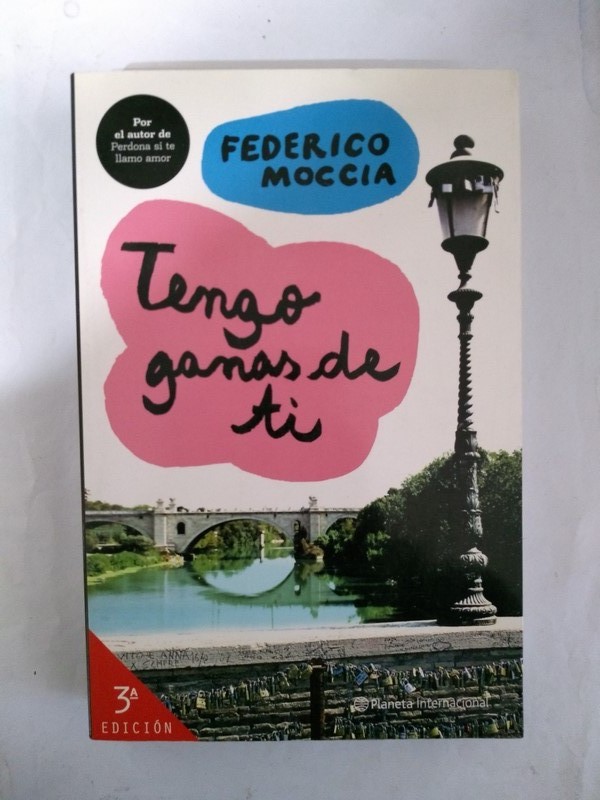 Por
el autor de
Perdona si te
llamo amor
FEDERICO
MOCCIA
Tengo
ganas de
ti
3ª
EDICIÓN
Planeta Internacional